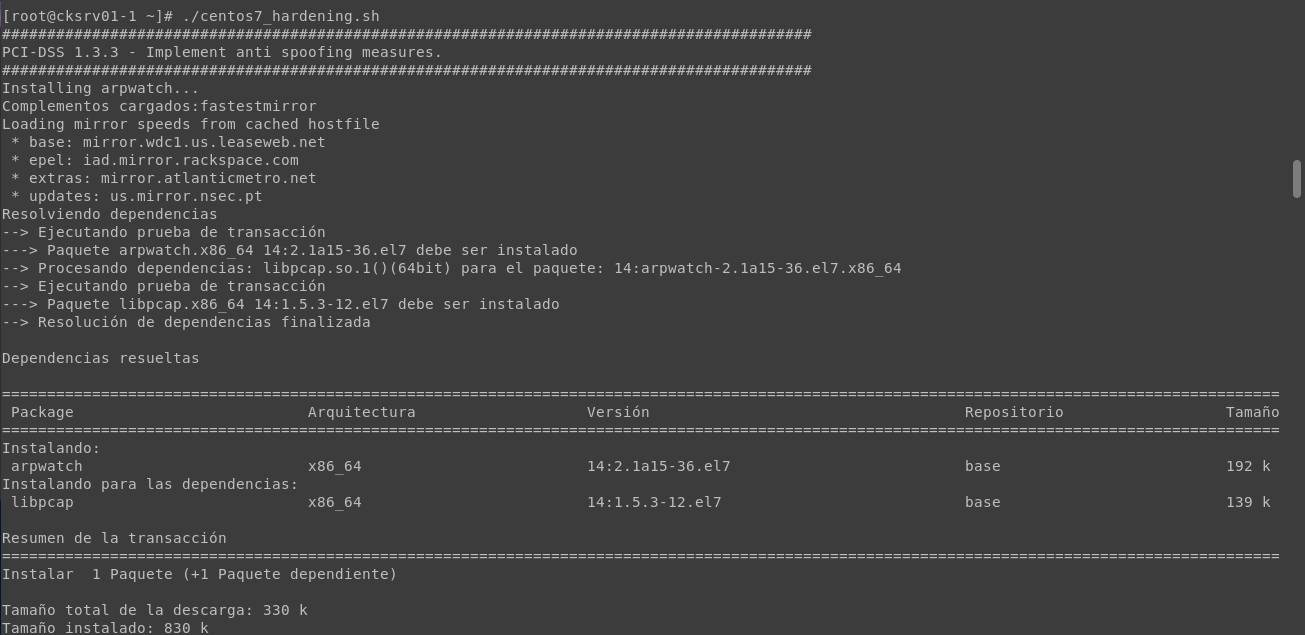 [root@cksrv01-1 ~]# ./centos7_hardening.sh
##########################################################################################
PCI-DSS 1.3.3 - Implement anti spoofing measures.
##########################################################################################
Installing arpwatch...
Complementos cargados:fastestmirror
Loading mirror speeds from cached hostfile
 * base: mirror.wdc1.us.leaseweb.net
 * epel: iad.mirror.rackspace.com
 * extras: mirror.atlanticmetro.net
 * updates: us.mirror.nsec.pt
Resolviendo dependencias
--> Ejecutando prueba de transacción
---> Paquete arpwatch.x86_64 14:2.1a15-36.el7 debe ser instalado
--> Procesando dependencias: libpcap.so.1()(64bit) para el paquete: 14:arpwatch-2.1a15-36.el7.x86_64
--> Ejecutando prueba de transacción
---> Paquete libpcap.x86_64 14:1.5.3-12.el7 debe ser instalado
--> Resolución de dependencias finalizada

Dependencias resueltas

==============================================================================================================================================
 Package                          Arquitectura                   Versión                                   Repositorio                  Tamaño
==============================================================================================================================================
Instalando:
 arpwatch                         x86_64                         14:2.1a15-36.el7                          base                         192 k
Instalando para las dependencias:
 libpcap                          x86_64                         14:1.5.3-12.el7                           base                         139 k

Resumen de la transacción
==============================================================================================================================================
Instalar  1 Paquete (+1 Paquete dependiente)

Tamaño total de la descarga: 330 k
Tamaño instalado: 830 k